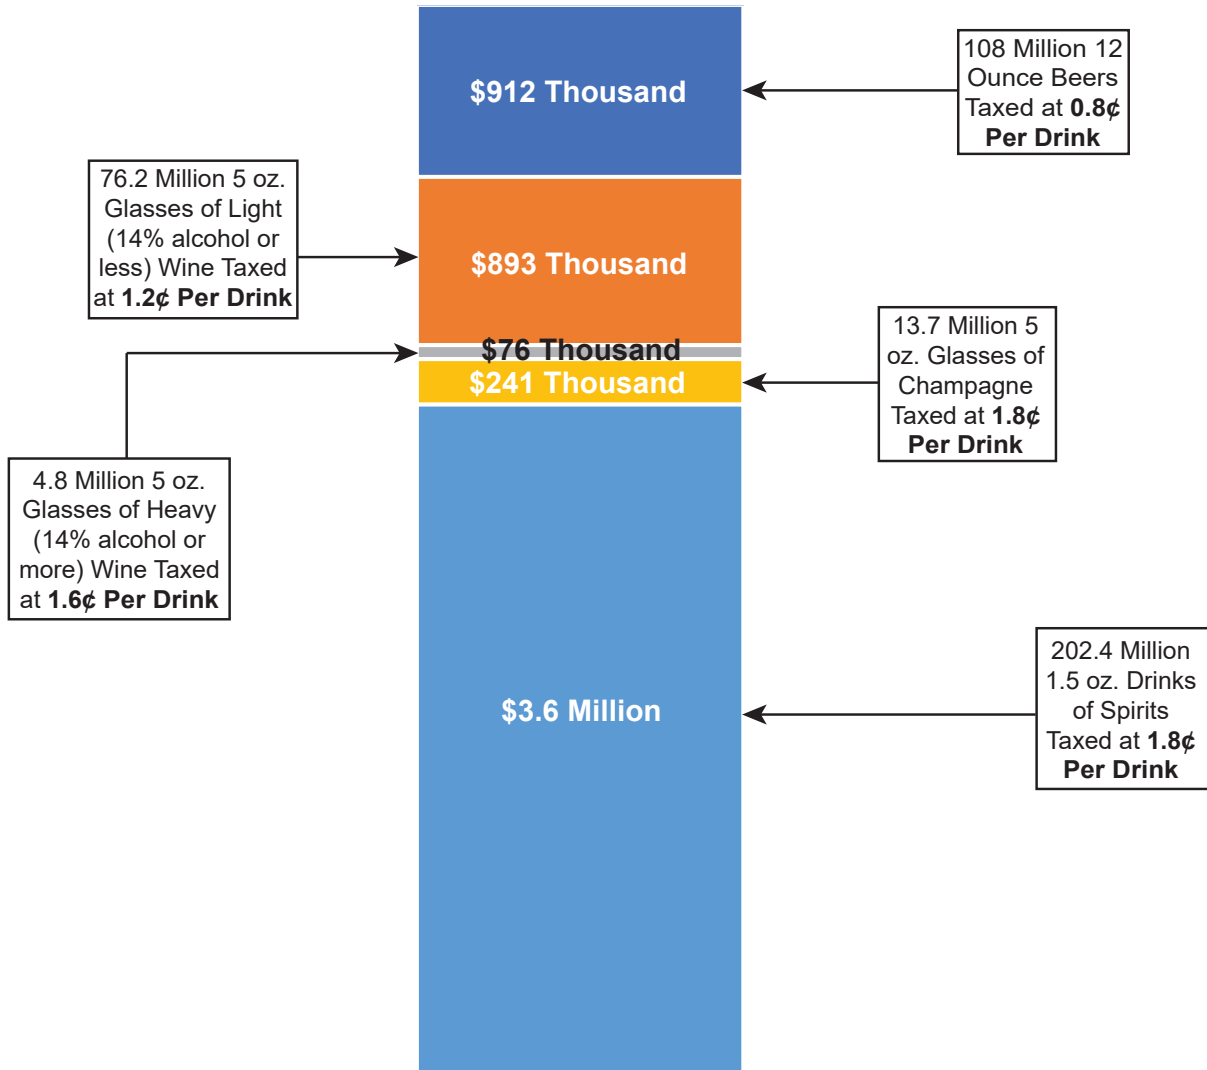 $912 Thousand
108 Million 12
Ounce Beers
Taxed at 0.8¢
Per Drink
76.2 Million 5 oz.
Glasses of Light
(14% alcohol or
less) Wine Taxed
at 1.2¢ Per Drink
$893 Thousand
$76 Thousand
$241 Thousand
13.7 Million 5
oz. Glasses of
Champagne
Taxed at 1.8¢
Per Drink
4.8 Million 5 oz.
Glasses of Heavy
(14% alcohol or
more) Wine Taxed
at 1.6¢ Per Drink
$3.6 Million
202.4 Million
1.5 oz. Drinks
of Spirits
Taxed at 1.8¢
Per Drink